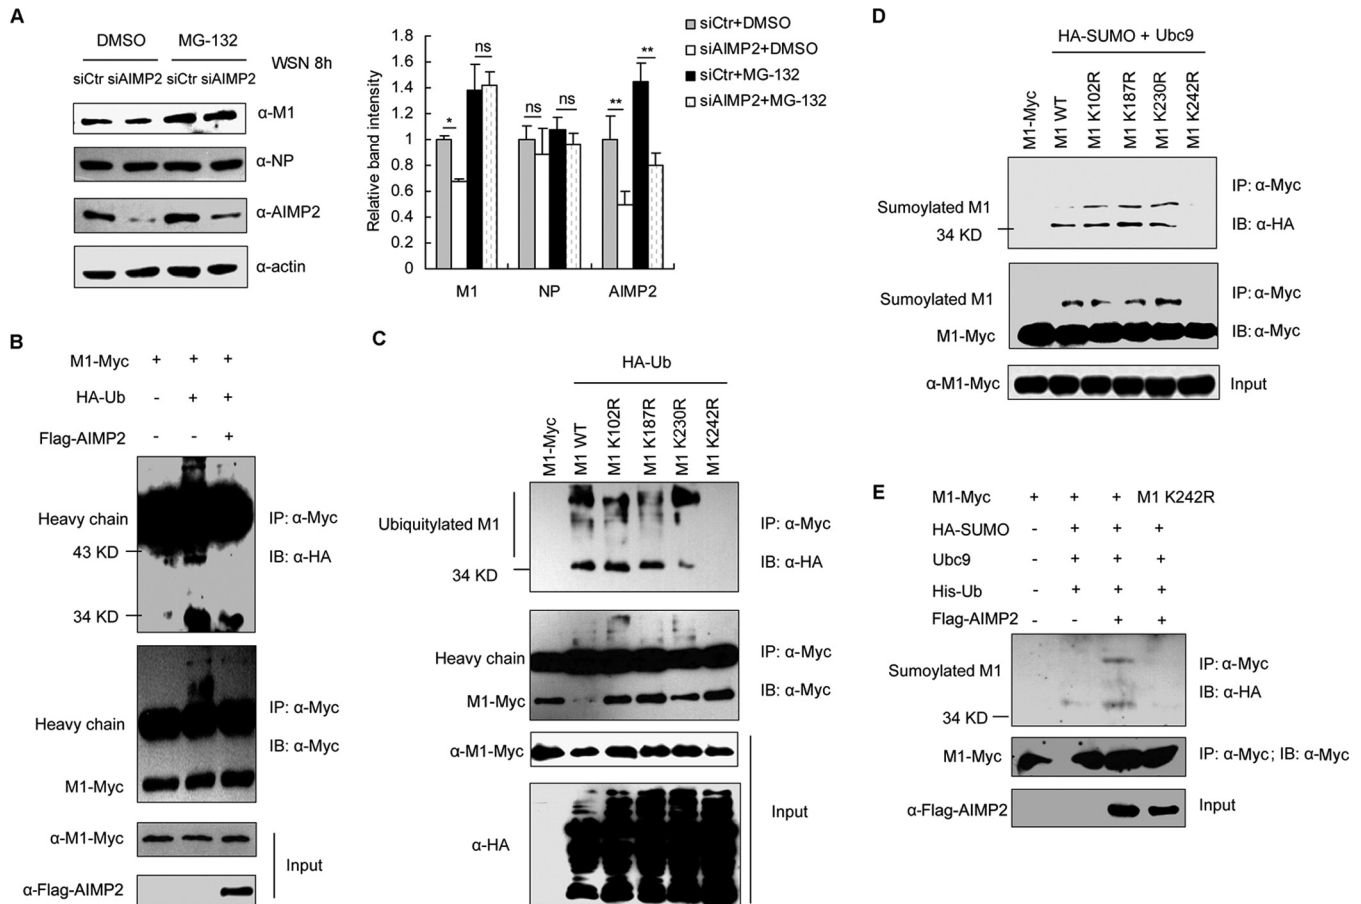 A
DMSO MG-132
siCtr siAIMP2 siCtr siAIMP2
WSN 8h
α-M1
α-NP
α-AIMP2
α-actin
Relative band intensity
1.8
1.6
1.4
1.2
1
0.8
0.6
0.4
0.2
0
* ns ns ns ** **
M1 NP AIMP2
siCtr+DMSO
siAIMP2+DMSO
siCtr+MG-132
siAIMP2+MG-132
B
M1-Myc + + +
HA-Ub - + +
Flag-AIMP2 - - +
Heavy chain
43 KD
34 KD
IP: α-Myc
IB: α-HA
Heavy chain
M1-Myc
IP: α-Myc
IB: α-Myc
α-M1-Myc
α-Flag-AIMP2
Input
C
HA-Ub
M1-Myc
M1 WT
M1 K102R
M1 K187R
M1 K230R
M1 K242R
Ubiquitylated M1
34 KD
IP: α-Myc
IB: α-HA
Heavy chain
M1-Myc
IP: α-Myc
IB: α-Myc
α-M1-Myc
α-HA
Input
D
HA-SUMO + Ubc9
M1-Myc
M1 WT
M1 K102R
M1 K187R
M1 K230R
M1 K242R
Sumoylated M1
34 KD
IP: α-Myc
IB: α-HA
Sumoylated M1
M1-Myc
IP: α-Myc
IB: α-Myc
α-M1-Myc
Input
E
M1-Myc + + + M1 K242R
HA-SUMO - + + +
Ubc9 - + + +
His-Ub - + + +
Flag-AIMP2 - - + +
Sumoylated M1
34 KD
IP: α-Myc
IB: α-HA
M1-Myc
IP: α-Myc; IB: α-Myc
α-Flag-AIMP2
Input